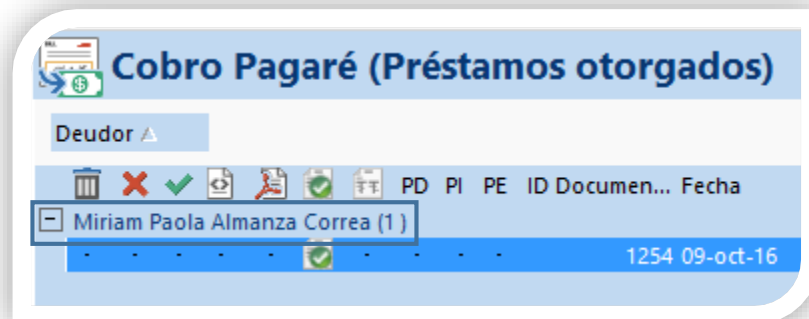 Cobro Pagaré (Préstamos otorgados)
Deudor
PD PI PE ID Documen... Fecha
Miriam Paola Almanza Correa (1 )
- - - - - - - - - 1254 09-oct-16